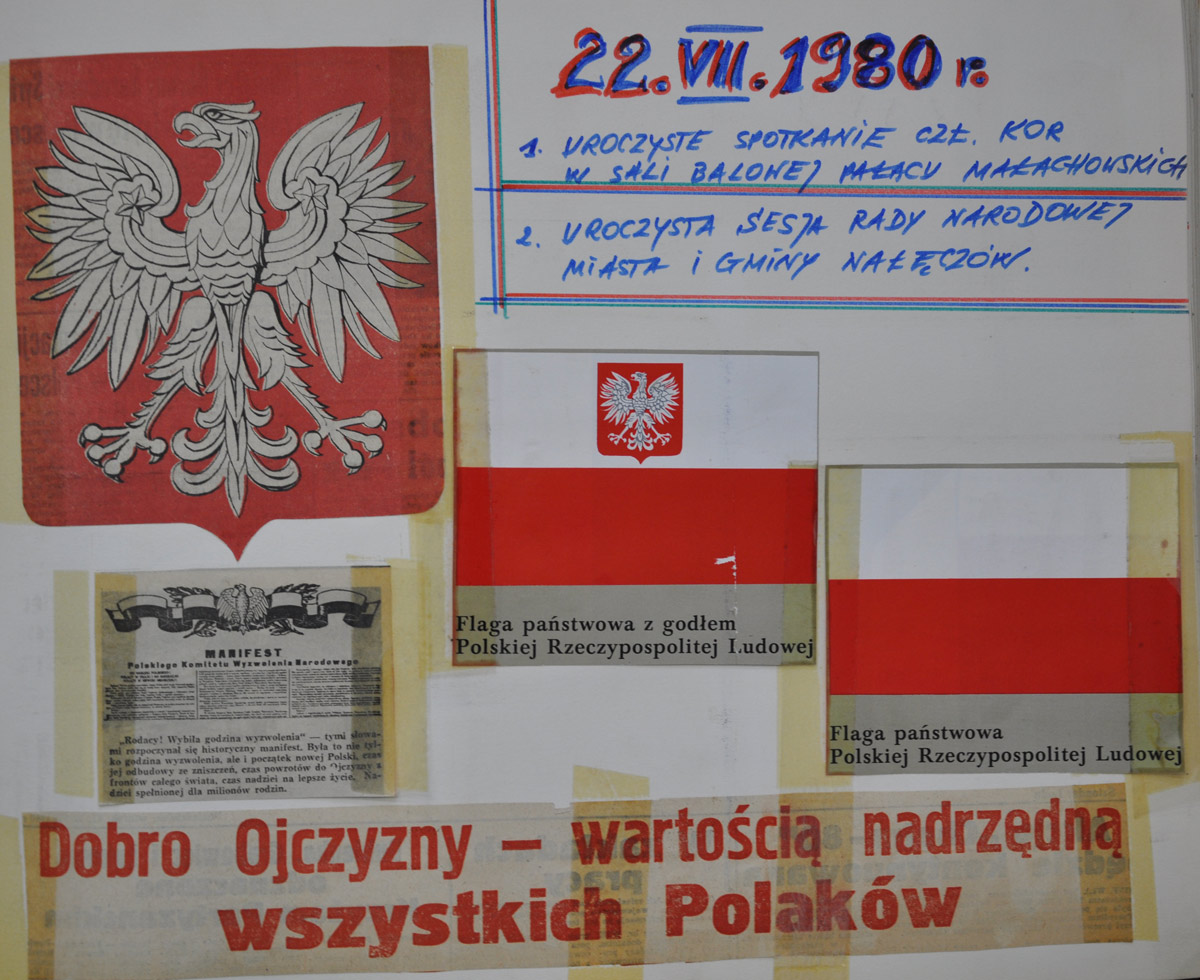 22. VII. 1980 r.
1. UROCZYSTE SPOTKANIE CZŁ. KOR
W SALI BALOWEJ PAŁACU MAŁACHOWSKICH
2. UROCZYSTA SESJA RADY NARODOWEJ
MIASTA i GMINY NAŁĘCZÓW.
Flaga państwowa z godłem
Polskiej Rzeczypospolitej Ludowej
Flaga państwowa
Polskiej Rzeczypospolitej Ludowej
MANIFEST
Polskiego Komitetu Wyzwolenia Narodowego
„Rodacy! Wybiła godzina wyzwolenia" — tymi słowa-
mi rozpoczynał się historyczny manifest. Była to nie tyl-
ko godzina wyzwolenia, ale i początek nowej Polski, czas
jej odbudowy ze zniszczeń, czas powrotów do Ojczyzny z
frontów całego świata, czas nadziei na lepsze życie. Na-
dziei spełnionej dla milionów rodzin.
Dobro Ojczyzny — wartością nadrzędną
wszystkich Polaków